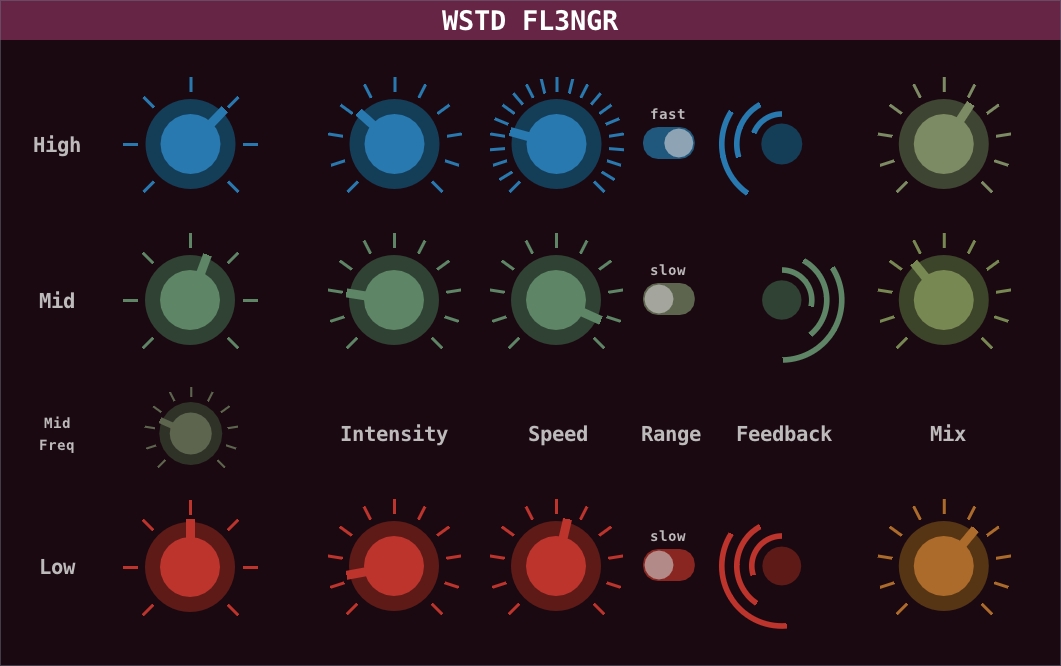 WSTD FL3NGR
fast
High
slow
Mid
Mid
Freq
Intensity Speed Range Feedback Mix
slow
Low